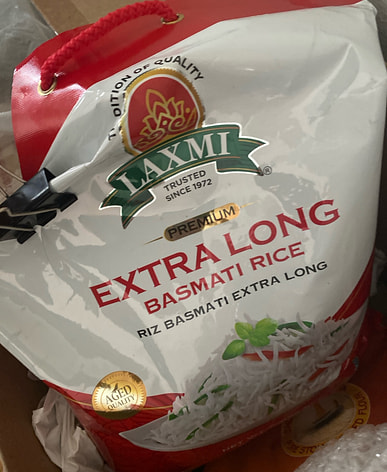 TRADITION OF QUALITY
LAXMI
®
TRUSTED
SINCE 1972
PREMIUM
EXTRA LONG
BASMATI RICE
RIZ BASMATI EXTRA LONG
AGED
QUALITY